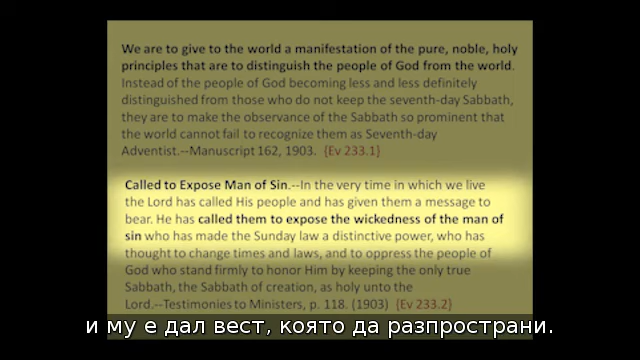 We are to give to the world a manifestation of the pure, noble, holy
principles that are to distinguish the people of God from the world.
Instead of the people of God becoming less and less definitely
distinguished from those who do not keep the seventh-day Sabbath,
they are to make the observance of the Sabbath so prominent that
the world cannot fail to recognize them as Seventh-day
Adventist.--Manuscript 162, 1903. {Ev 233.1}
Called to Expose Man of Sin.--In the very time in which we live
the Lord has called His people and has given them a message to
bear. He has called them to expose the wickedness of the man of
sin who has made the Sunday law a distinctive power, who has
thought to change times and laws, and to oppress the people of
God who stand firmly to honor Him by keeping the only true
Sabbath, the Sabbath of creation, as holy unto the
Lord.--Testimonies to Ministers, p. 118. (1903) {Ev 233.2}
и му е дал вест, която да разпространи.